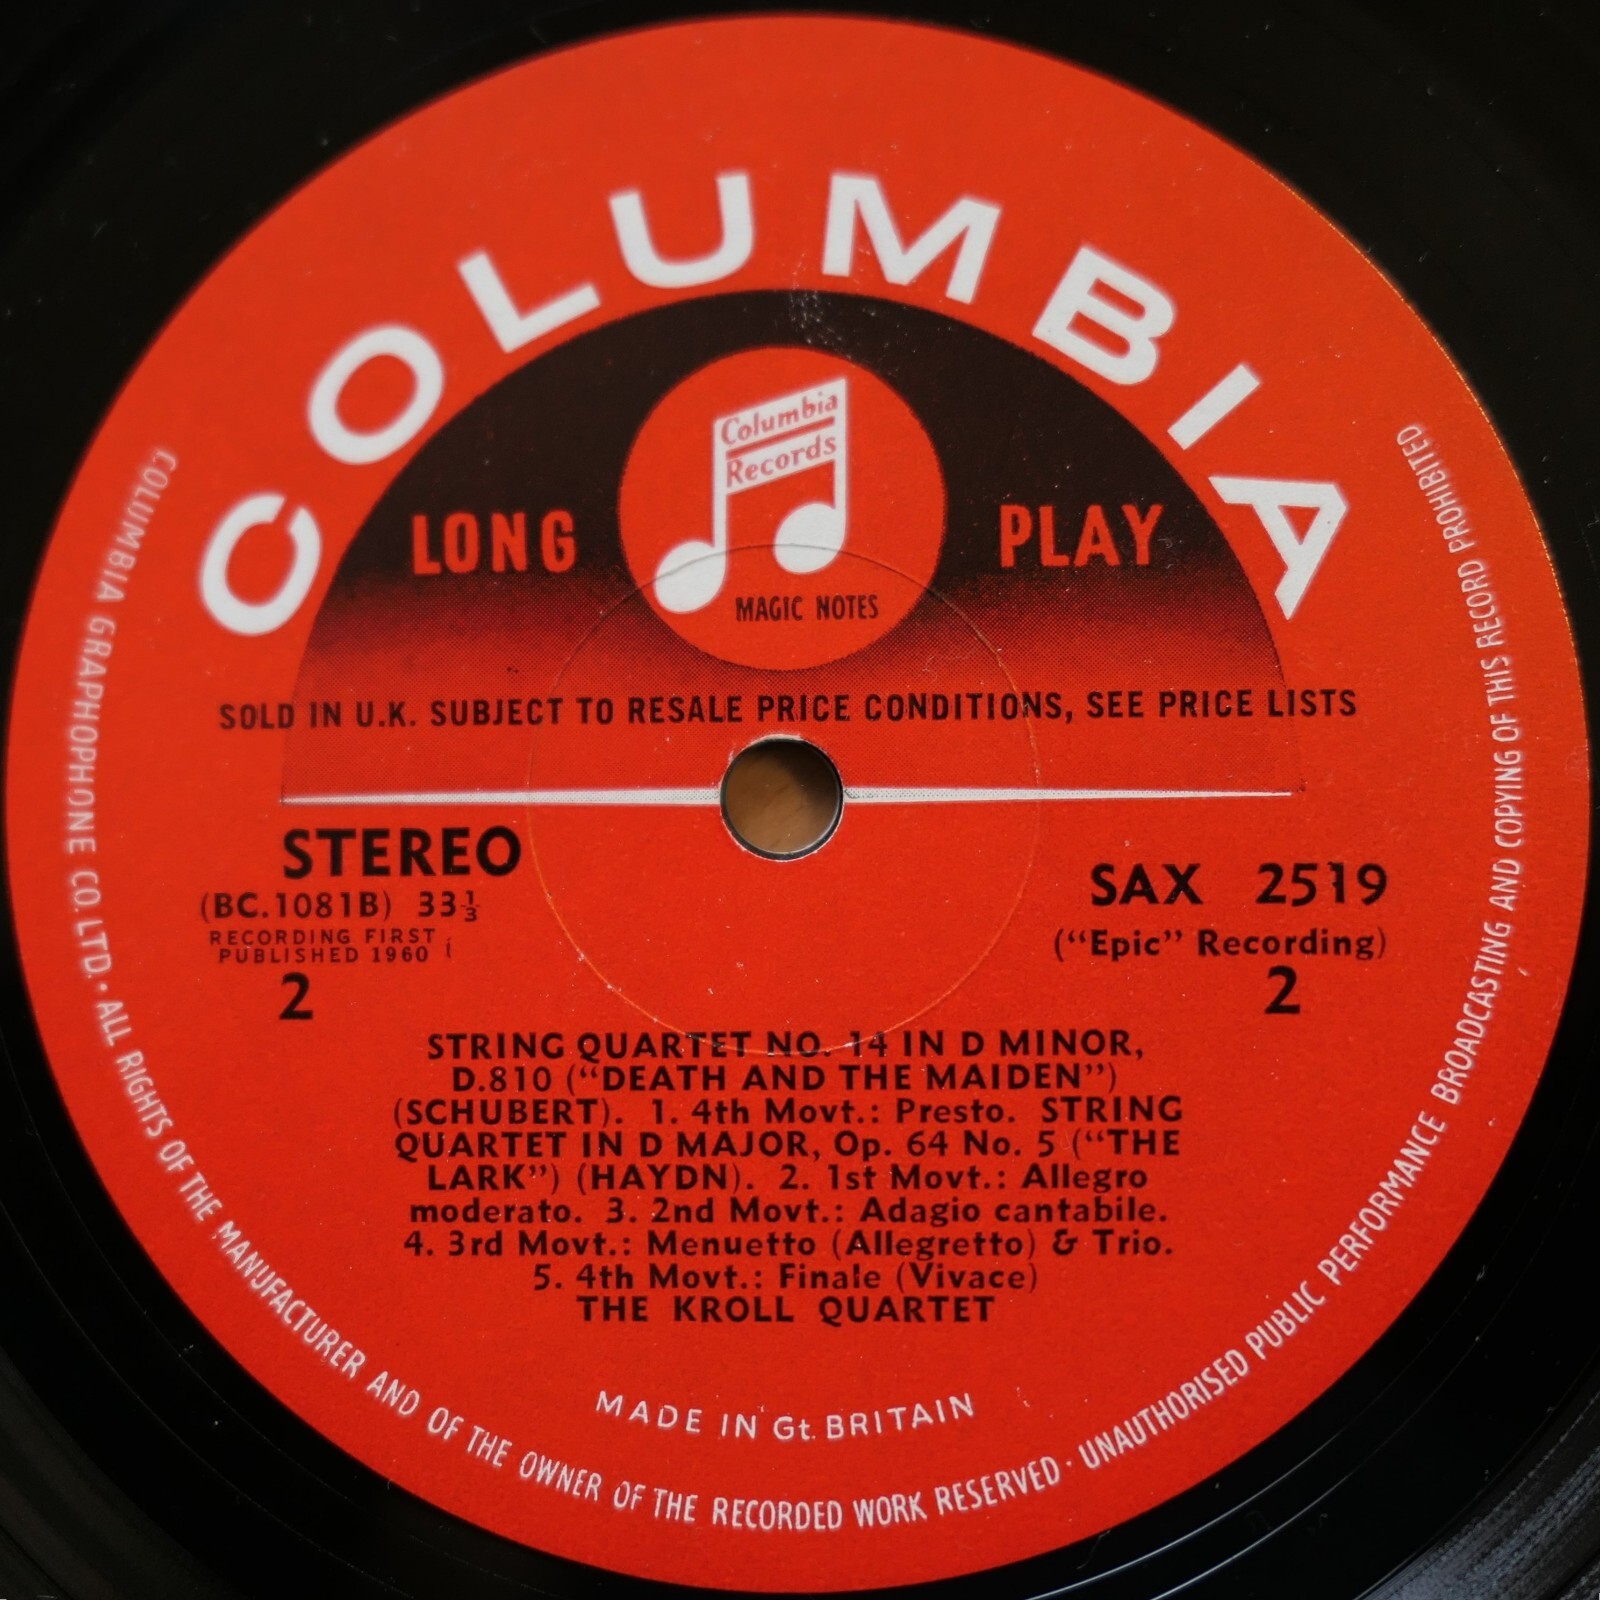 COLUMBIA
Columbia
Records
LONG PLAY
MAGIC NOTES
SOLD IN U.K. SUBJECT TO RESALE PRICE CONDITIONS, SEE PRICE LISTS
STEREO
(BC.1081B) 33⅓
RECORDING FIRST
PUBLISHED 1960
2
SAX 2519
("Epic" Recording)
2
STRING QUARTET NO. 14 IN D MINOR,
D.810 ("DEATH AND THE MAIDEN")
(SCHUBERT). 1. 4th Movt.: Presto. STRING
QUARTET IN D MAJOR, Op. 64 No. 5 ("THE
LARK") (HAYDN). 2. 1st Movt.: Allegro
moderato. 3. 2nd Movt.: Adagio cantabile.
4. 3rd Movt.: Menuetto (Allegretto) & Trio.
5. 4th Movt.: Finale (Vivace)
THE KROLL QUARTET
MADE IN Gt. BRITAIN
COLUMBIA GRAPHOPHONE CO. LTD. · ALL RIGHTS OF THE MANUFACTURER AND OF THE OWNER OF THE RECORDED WORK RESERVED · UNAUTHORISED PUBLIC PERFORMANCE BROADCASTING AND COPYING OF THIS RECORD PROHIBITED